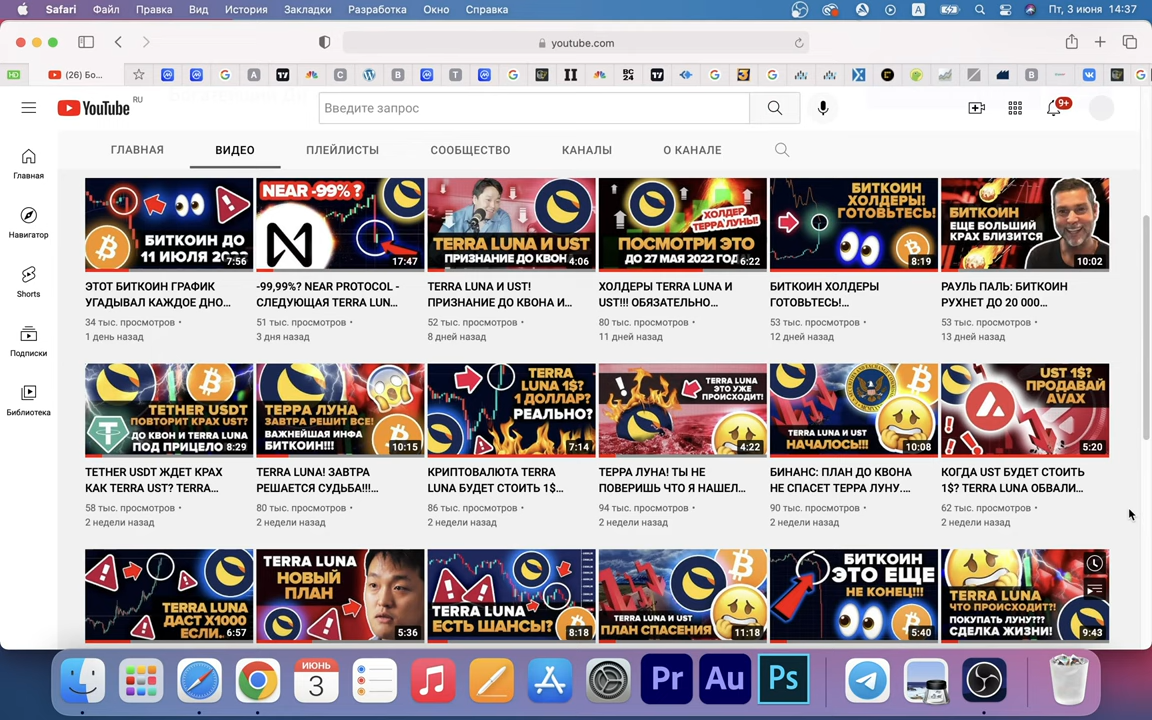 Safari Файл Правка Вид История Закладки Разработка Окно Справка A Пт, 3 июня 14:37
youtube.com
HD (26) Бо... A 17 C B T BC 24 17 B
YouTube RU Введите запрос 9+
ГЛАВНАЯ ВИДЕО ПЛЕЙЛИСТЫ СООБЩЕСТВО КАНАЛЫ О КАНАЛЕ
Главная
Навигатор
Shorts
Подписки
Библиотека
БИТКОИН ДО
11 ИЮЛЯ 2022
7:56
ЭТОТ БИТКОИН ГРАФИК
УГАДЫВАЛ КАЖДОЕ ДНО...
34 тыс. просмотров •
1 день назад
NEAR -99% ?
17:47
-99,99%? NEAR PROTOCOL -
СЛЕДУЮЩАЯ TERRA LUN...
51 тыс. просмотров •
3 дня назад
TERRA LUNA И UST
ПРИЗНАНИЕ ДО КВОН
4:06
TERRA LUNA И UST!
ПРИЗНАНИЕ ДО КВОНА И...
52 тыс. просмотров •
8 дней назад
ХОЛДЕР
ТЕРРА ЛУНЫ!
ПОСМОТРИ ЭТО
ДО 27 МАЯ 2022 ГОД
6:22
ХОЛДЕРЫ TERRA LUNA И
UST!!! ОБЯЗАТЕЛЬНО...
80 тыс. просмотров •
11 дней назад
БИТКОИН
ХОЛДЕРЫ!
ГОТОВЬТЕСЬ!
8:19
БИТКОИН ХОЛДЕРЫ
ГОТОВЬТЕСЬ!...
53 тыс. просмотров •
12 дней назад
БИТКОИН
ЕЩЕ БОЛЬШИЙ
КРАХ БЛИЗИТСЯ
10:02
РАУЛЬ ПАЛЬ: БИТКОИН
РУХНЕТ ДО 20 000...
53 тыс. просмотров •
13 дней назад
TETHER USDT
ПОВТОРИТ КРАХ UST?
ДО КВОН И TERRA LUNA
ПОД ПРИЦЕЛО
8:29
TETHER USDT ЖДЕТ КРАХ
КАК TERRA UST? TERRA...
58 тыс. просмотров •
2 недели назад
ТЕРРА ЛУНА
ЗАВТРА РЕШИТ ВСЕ!
ВАЖНЕЙШАЯ ИНФА
БИТКОИН!!!
10:15
TERRA LUNA! ЗАВТРА
РЕШАЕТСЯ СУДЬБА!!!...
80 тыс. просмотров •
2 недели назад
TERRA
LUNA 1$?
1 ДОЛЛАР?
РЕАЛЬНО?
7:14
КРИПТОВАЛЮТА TERRA
LUNA БУДЕТ СТОИТЬ 1$...
86 тыс. просмотров •
2 недели назад
TERRA LUNA
ЭТО УЖЕ
ПРОИСХОДИТ!
4:22
ТЕРРА ЛУНА! ТЫ НЕ
ПОВЕРИШЬ ЧТО Я НАШЕЛ...
94 тыс. просмотров •
2 недели назад
TERRA LUNA И UST
НАЧАЛОСЬ!!!
10:08
БИНАНС: ПЛАН ДО КВОНА
НЕ СПАСЕТ ТЕРРА ЛУНУ....
90 тыс. просмотров •
2 недели назад
UST 1$?
ПРОДАВАЙ
AVAX
5:20
КОГДА UST БУДЕТ СТОИТЬ
1$? TERRA LUNA ОБВАЛИ...
62 тыс. просмотров •
2 недели назад
TERRA LUNA
ДАСТ Х1000
ЕСЛИ..
6:57
TERRA LUNA
НОВЫЙ
ПЛАН
5:36
TERRA LUNA
ЕСТЬ ШАНСЫ?
8:18
TERRA LUNA И UST
ПЛАН СПАСЕНИЯ
11:18
БИТКОИН
ЭТО ЕЩЕ
НЕ КОНЕЦ!!!
5:40
TERRA LUNA
ЧТО ПРОИСХОДИТ?!
ПОКУПАТЬ ЛУНУ???
СДЕЛКА ЖИЗНИ!
9:43
ИЮНЬ
3
Pr Au Ps